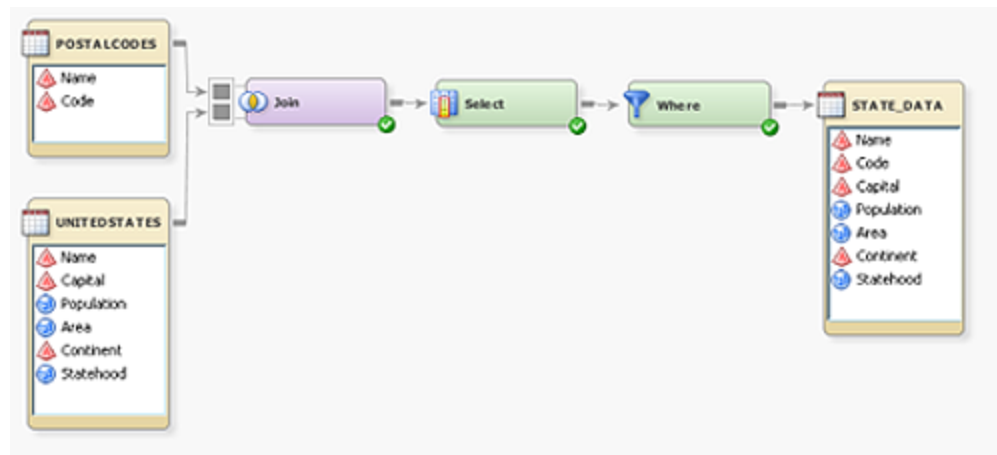 POSTALCODES
Name
Code
UNITEDSTATES
Name
Capital
Population
Area
Continent
Statehood
Join
Select
Where
STATE_DATA
Name
Code
Capital
Population
Area
Continent
Statehood